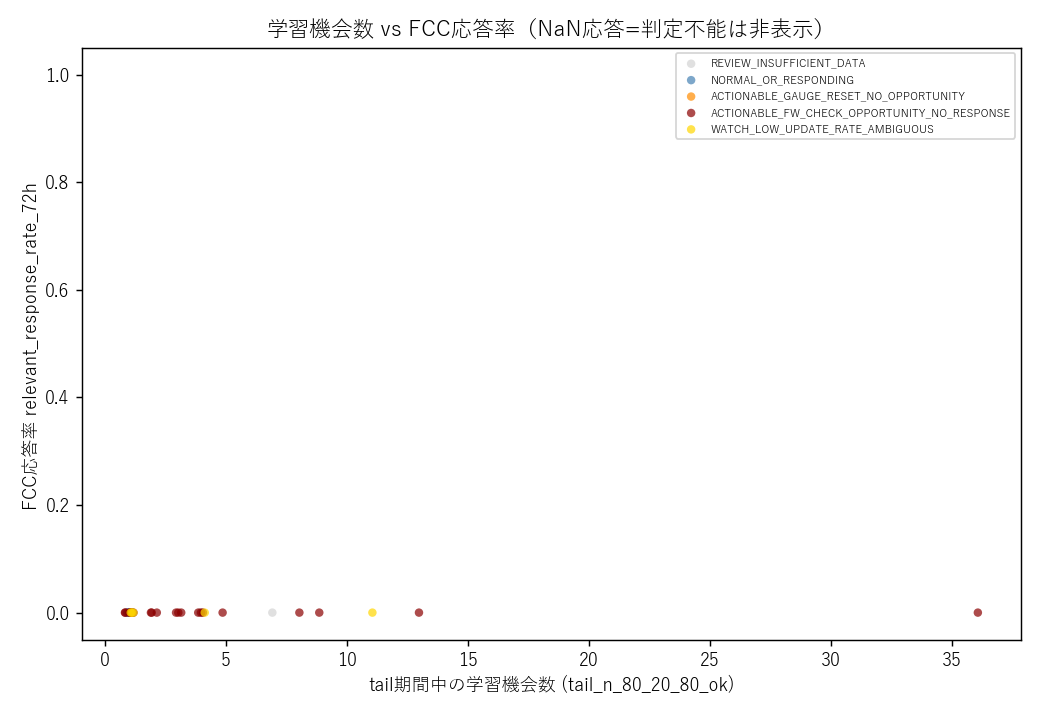 学習機会数 vs FCC応答率（NaN応答=判定不能は非表示）
REVIEW_INSUFFICIENT_DATA
NORMAL_OR_RESPONDING
ACTIONABLE_GAUGE_RESET_NO_OPPORTUNITY
ACTIONABLE_FW_CHECK_OPPORTUNITY_NO_RESPONSE
WATCH_LOW_UPDATE_RATE_AMBIGUOUS
FCC応答率 relevant_response_rate_72h
1.0
0.8
0.6
0.4
0.2
0.0
0 5 10 15 20 25 30 35
tail期間中の学習機会数 (tail_n_80_20_80_ok)